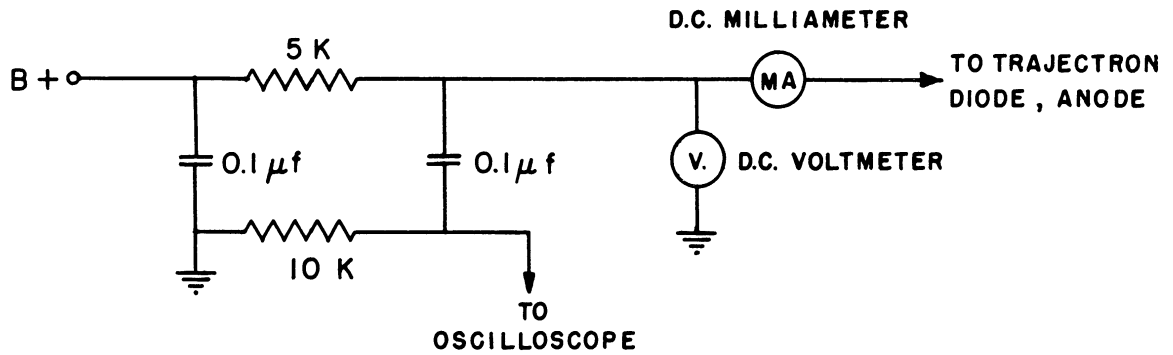 D.C. MILLIAMETER
5 K
B +
MA
TO TRAJECTRON
DIODE , ANODE
0.1 μf
0.1 μf
V.
D.C. VOLTMETER
10 K
TO
OSCILLOSCOPE